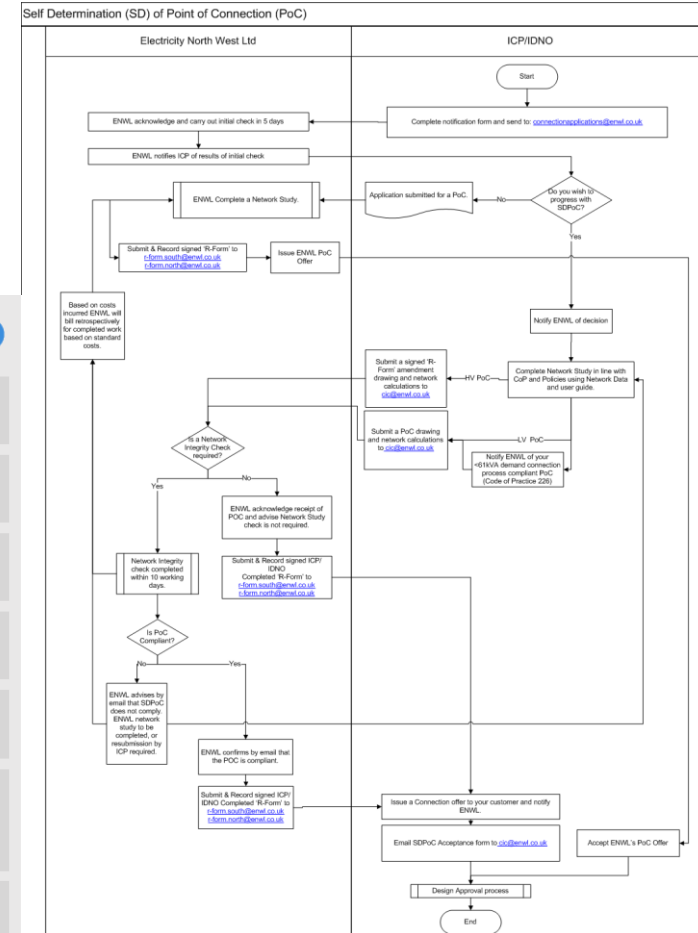 Self Determination (SD) of Point of Connection (PoC)
Electricity North West Ltd
ICP/IDNO
Start
Complete notification form and send to: connectionapplications@enwl.co.uk
ENWL acknowledge and carry out initial check in 5 days
ENWL notifies ICP of results of initial check
Do you wish to
progress with
SDPoC?
No
Application submitted for a PoC.
ENWL Complete a Network Study.
Yes
Submit & Record signed 'R-Form' to
r-form.south@enwl.co.uk
r-form.north@enwl.co.uk
Issue ENWL PoC
Offer
Based on costs
incurred ENWL will
bill retrospectively
for completed work
based on standard
costs.
Notify ENWL of decision
Complete Network Study in line with
CoP and Policies using Network Data
and user guide.
HV PoC
Submit a signed 'R-
Form' amendment
drawing and network
calculations to
cic@enwl.co.uk
LV PoC
Submit a PoC drawing
and network calculations
to cic@enwl.co.uk
Notify ENWL of your
<61kVA demand connection
process compliant PoC
(Code of Practice 226)
Is a Network
Integrity Check
required?
Yes
No
ENWL acknowledge receipt of
POC and advise Network Study
check is not required.
Network Integrity
check completed
within 10 working
days.
Submit & Record signed ICP/
IDNO
Completed 'R-Form' to
r-form.south@enwl.co.uk
r-form.north@enwl.co.uk
Is PoC
Compliant?
No
Yes
ENWL advises by
email that SDPoC
does not comply.
ENWL network
study to be
completed, or
resubmission by
ICP required.
ENWL confirms by email that
the POC is compliant.
Submit & Record signed ICP/
IDNO Completed 'R-Form' to
r-form.south@enwl.co.uk
r-form.north@enwl.co.uk
Issue a Connection offer to your customer and notify
ENWL.
Email SDPoC Acceptance form to cic@enwl.co.uk
Accept ENWL's PoC Offer
Design Approval process
End